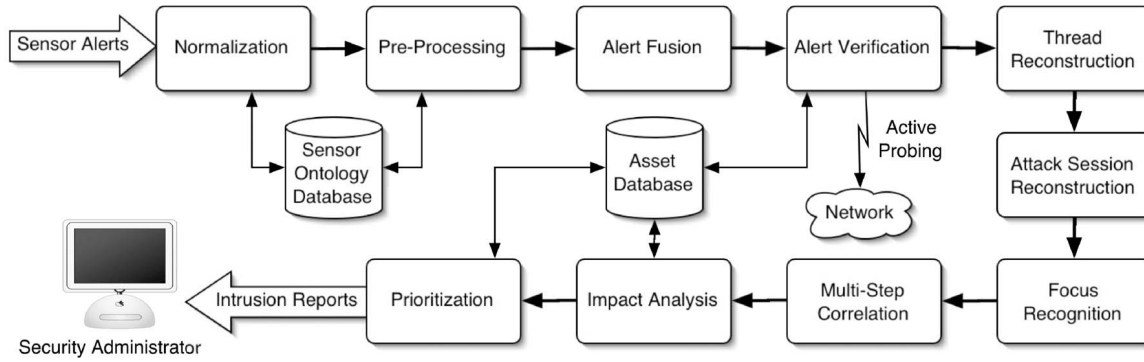 Sensor Alerts
Normalization
Pre-Processing
Alert Fusion
Alert Verification
Thread
Reconstruction
Sensor
Ontology
Database
Asset
Database
Active
Probing
Network
Attack Session
Reconstruction
Focus
Recognition
Multi-Step
Correlation
Impact Analysis
Prioritization
Intrusion Reports
Security Administrator